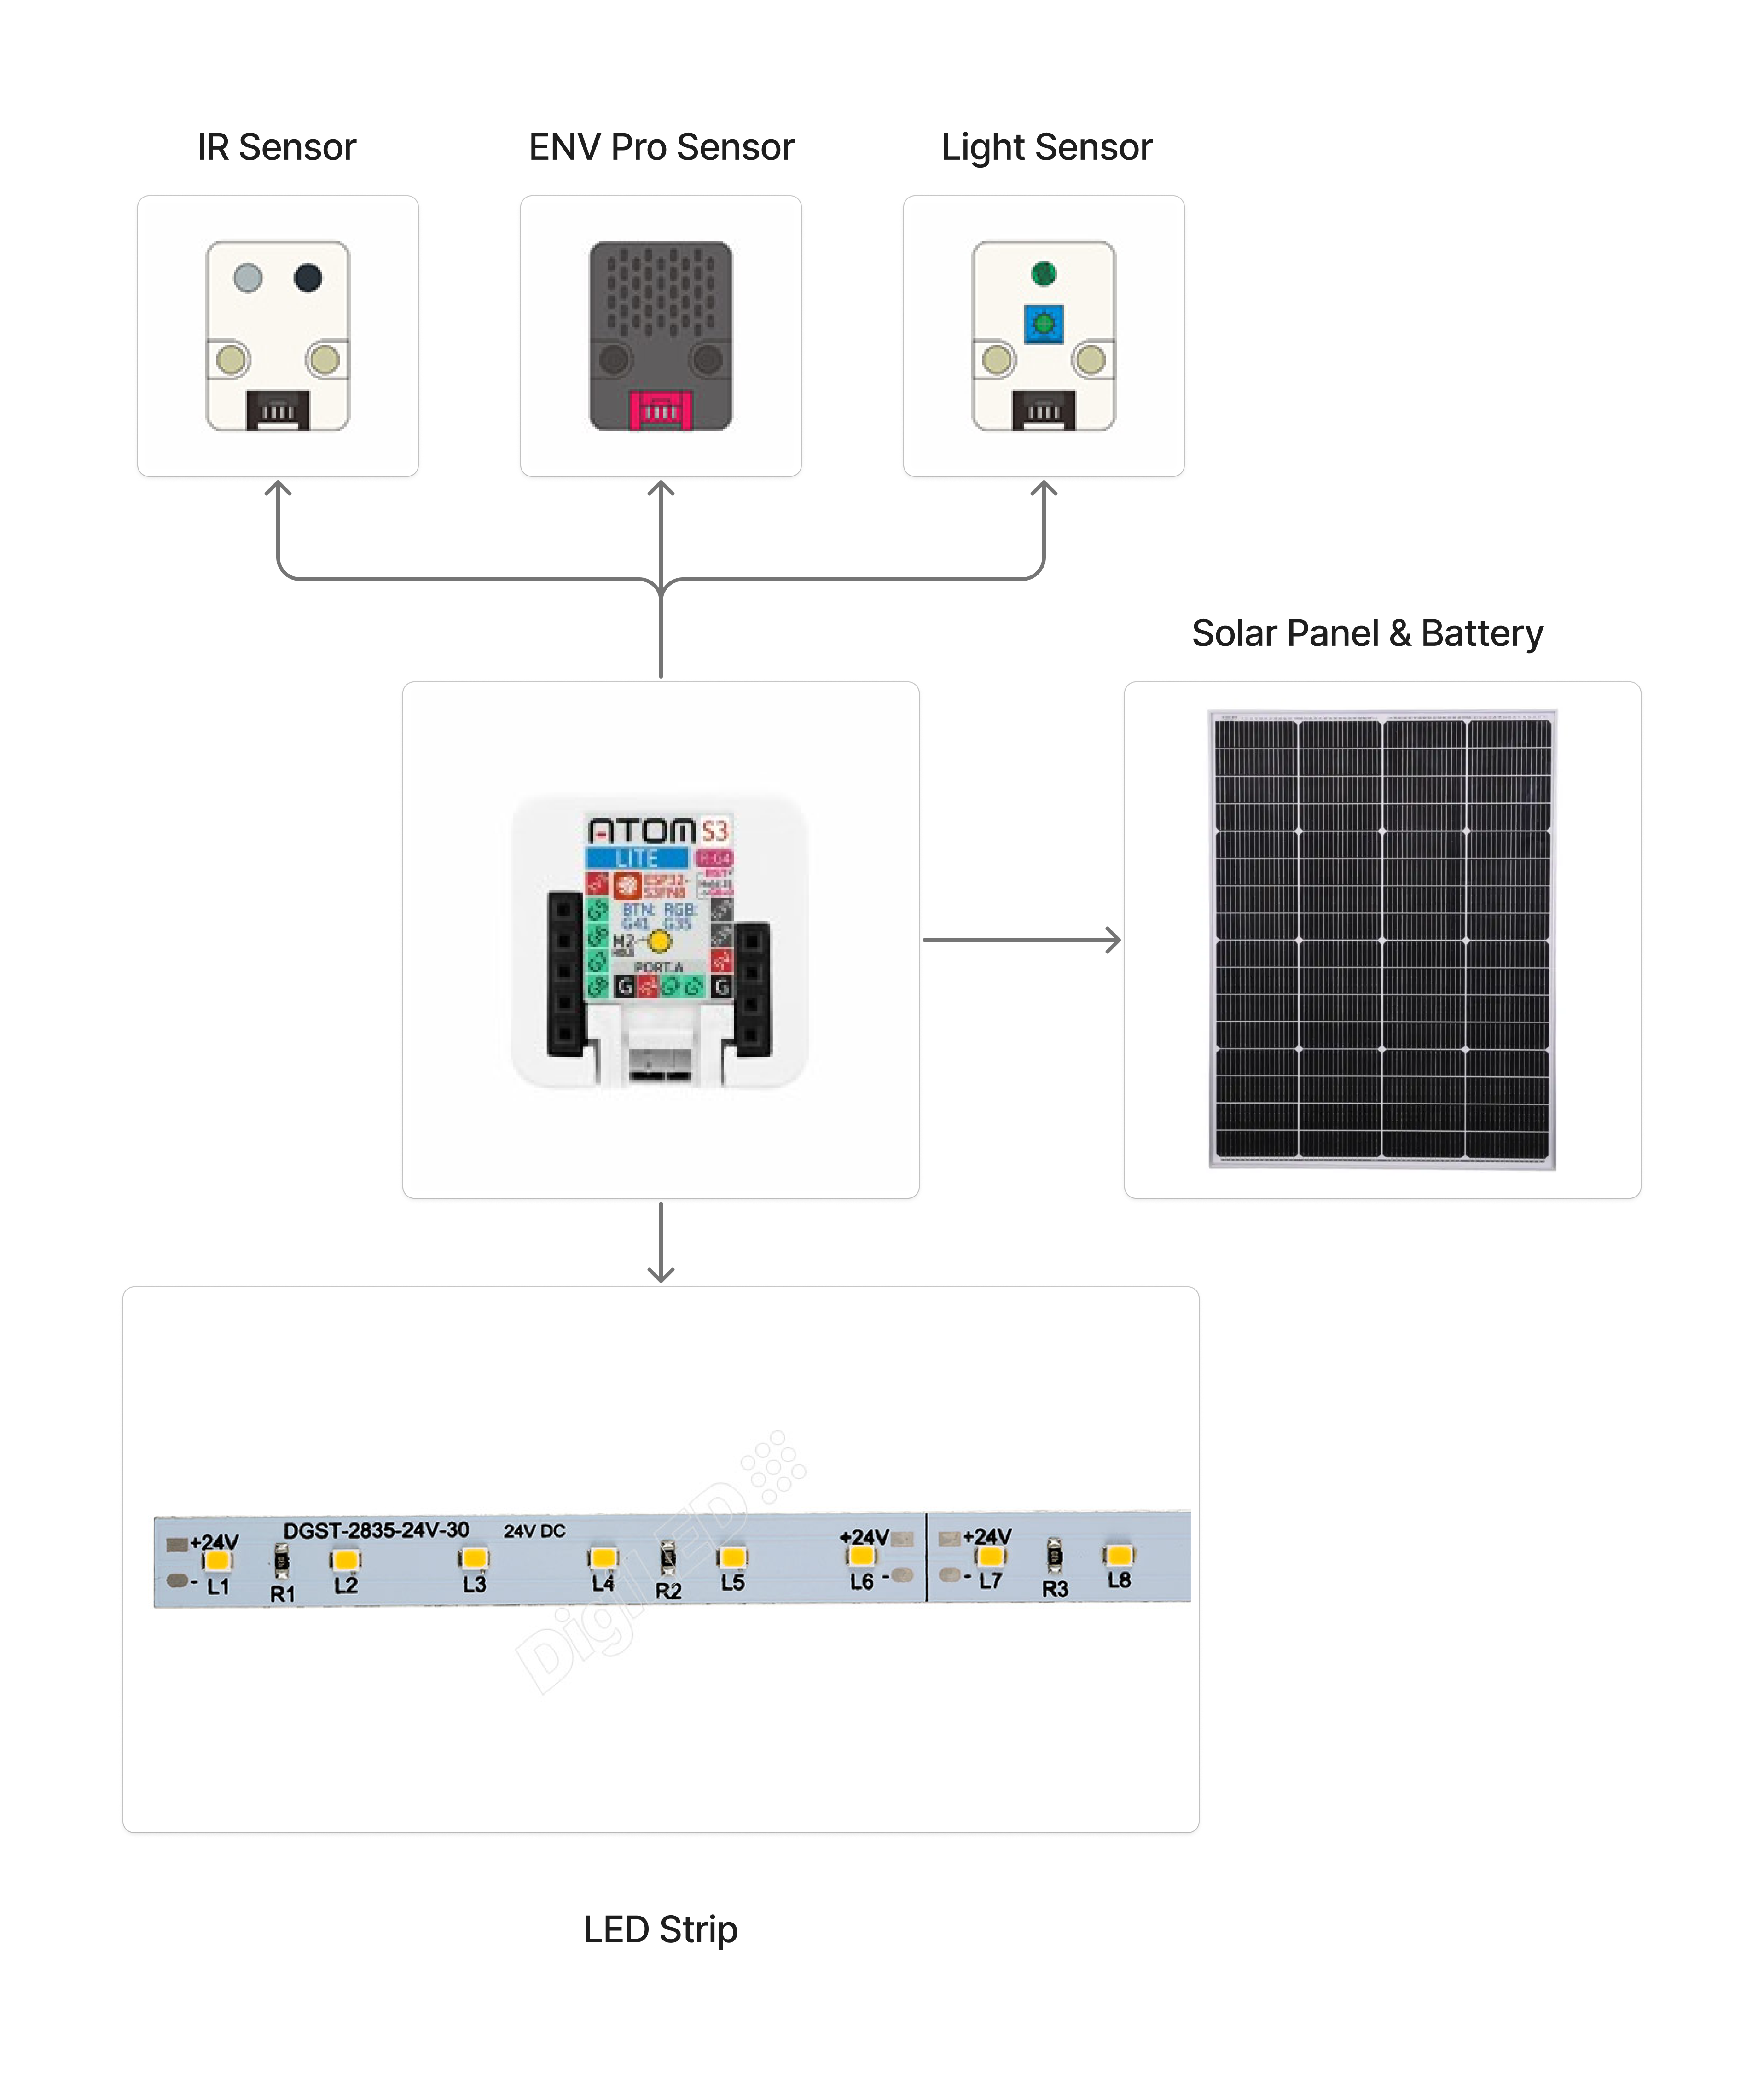 IR Sensor
ENV Pro Sensor
Light Sensor
Solar Panel & Battery
ATOM S3
LITE
ESP32-
S3FN8
BTN: RGB:
G41 G35
PORT.A
G
G
DGST-2835-24V-30 24V DC
+24V
+24V
+24V
-
L1
R1
L2
L3
L4
R2
L5
L6
-
-
L7
R3
L8
DigiLED
LED Strip